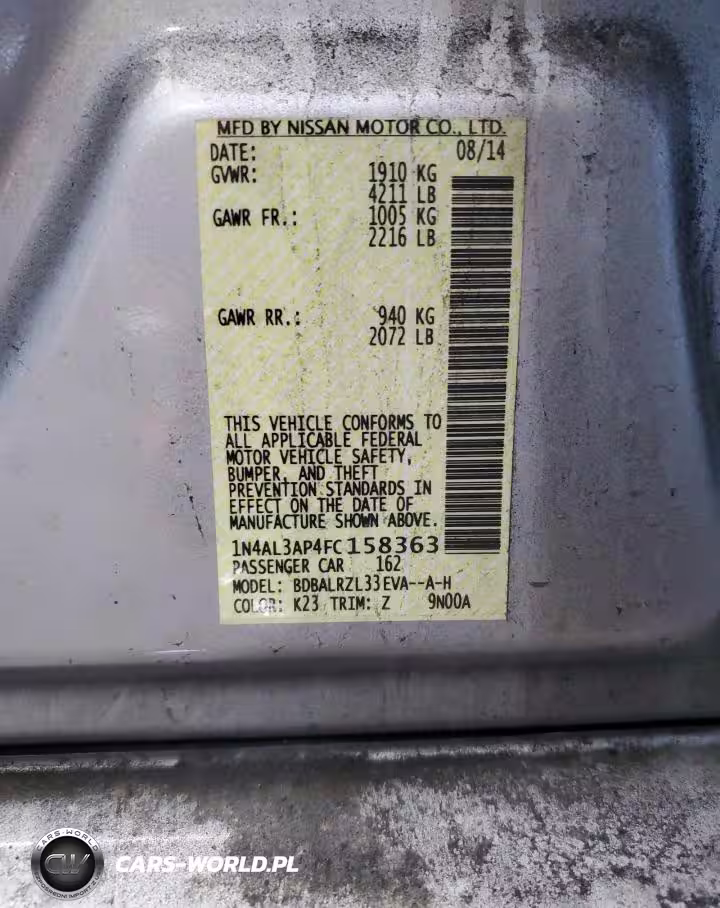 MFD BY NISSAN MOTOR CO., LTD.
DATE: 08/14
GVWR: 1910 KG
4211 LB
GAWR FR.: 1005 KG
2216 LB
GAWR RR.: 940 KG
2072 LB
THIS VEHICLE CONFORMS TO
ALL APPLICABLE FEDERAL
MOTOR VEHICLE SAFETY,
BUMPER, AND THEFT
PREVENTION STANDARDS IN
EFFECT ON THE DATE OF
MANUFACTURE SHOWN ABOVE.
1N4AL3AP4FC158363
PASSENGER CAR 162
MODEL: BDBALRZL33EVA--A-H
COLOR: K23 TRIM: Z 9N00A
CARS-WORLD
CW
CARS-WORLD.PL